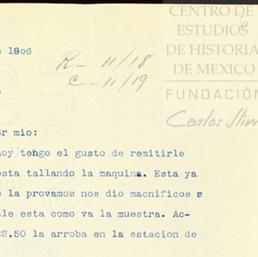 CENTRO DE
ESTUDIOS
DE HISTORIA
DE MEXICO
FUNDACIÓN
Carlos Slim
1906
R - 11/18
C - 11/19
r mio:
oy tengo el gusto de remitirle
esta tallando la maquina. Esta ya
la provamos nos dio macnificos r
le esta como va la muestra. Ac-
2.50 la arroba en la estacion de